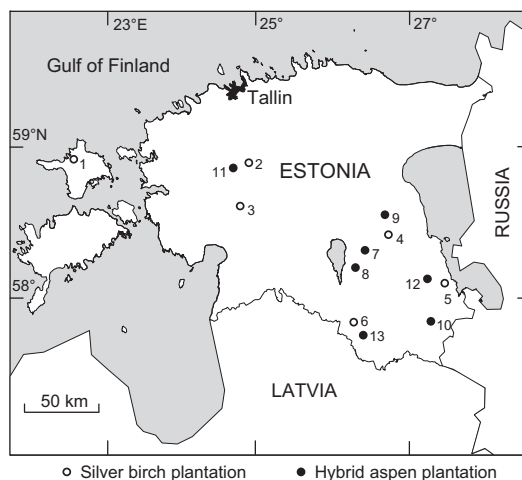 23°E 25° 27°
Gulf of Finland
Tallin
59°N
1
2
11
ESTONIA
RUSSIA
3
9
4
7
8
12
5
58°
6
10
13
50 km
LATVIA
Silver birch plantation Hybrid aspen plantation